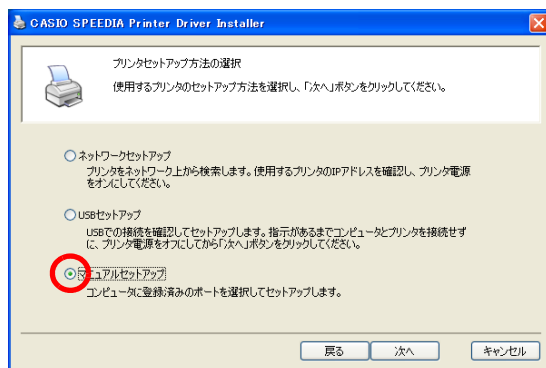 CASIO SPEEDIA Printer Driver Installer
プリンタセットアップ方法の選択
使用するプリンタのセットアップ方法を選択し、「次へ」ボタンをクリックしてください。
ネットワークセットアップ
プリンタをネットワーク上から検索します。使用するプリンタのIPアドレスを確認し、プリンタ電源
をオンにしてください。
USBセットアップ
USBでの接続を確認してセットアップします。指示があるまでコンピュータとプリンタを接続せず
に、プリンタ電源をオフにしてから「次へ」ボタンをクリックしてください。
マニュアルセットアップ
コンピュータに登録済みのポートを選択してセットアップします。
戻る
次へ
キャンセル